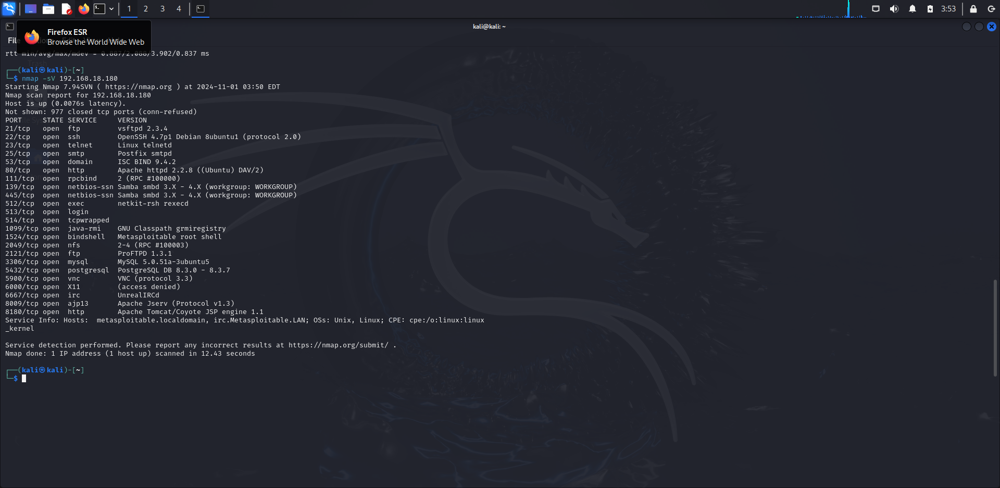 1 2 3 4
3:53
kali@kali: ~
Firefox ESR
Browse the World Wide Web
File
rtt min/avg/max/mdev = 0.887/2.088/3.902/0.837 ms
┌──(kali㉿kali)-[~]
└─$ nmap -sV 192.168.18.180
Starting Nmap 7.94SVN ( https://nmap.org ) at 2024-11-01 03:50 EDT
Nmap scan report for 192.168.18.180
Host is up (0.0076s latency).
Not shown: 977 closed tcp ports (conn-refused)
PORT     STATE SERVICE     VERSION
21/tcp   open  ftp         vsftpd 2.3.4
22/tcp   open  ssh         OpenSSH 4.7p1 Debian 8ubuntu1 (protocol 2.0)
23/tcp   open  telnet      Linux telnetd
25/tcp   open  smtp        Postfix smtpd
53/tcp   open  domain      ISC BIND 9.4.2
80/tcp   open  http        Apache httpd 2.2.8 ((Ubuntu) DAV/2)
111/tcp  open  rpcbind     2 (RPC #100000)
139/tcp  open  netbios-ssn Samba smbd 3.X - 4.X (workgroup: WORKGROUP)
445/tcp  open  netbios-ssn Samba smbd 3.X - 4.X (workgroup: WORKGROUP)
512/tcp  open  exec        netkit-rsh rexecd
513/tcp  open  login
514/tcp  open  tcpwrapped
1099/tcp open  java-rmi    GNU Classpath grmiregistry
1524/tcp open  bindshell   Metasploitable root shell
2049/tcp open  nfs         2-4 (RPC #100003)
2121/tcp open  ftp         ProFTPD 1.3.1
3306/tcp open  mysql       MySQL 5.0.51a-3ubuntu5
5432/tcp open  postgresql  PostgreSQL DB 8.3.0 - 8.3.7
5900/tcp open  vnc         VNC (protocol 3.3)
6000/tcp open  X11         (access denied)
6667/tcp open  irc         UnrealIRCd
8009/tcp open  ajp13       Apache Jserv (Protocol v1.3)
8180/tcp open  http        Apache Tomcat/Coyote JSP engine 1.1
Service Info: Hosts:  metasploitable.localdomain, irc.Metasploitable.LAN; OSs: Unix, Linux; CPE: cpe:/o:linux:linux
_kernel
Service detection performed. Please report any incorrect results at https://nmap.org/submit/ .
Nmap done: 1 IP address (1 host up) scanned in 12.43 seconds
┌──(kali㉿kali)-[~]
└─$